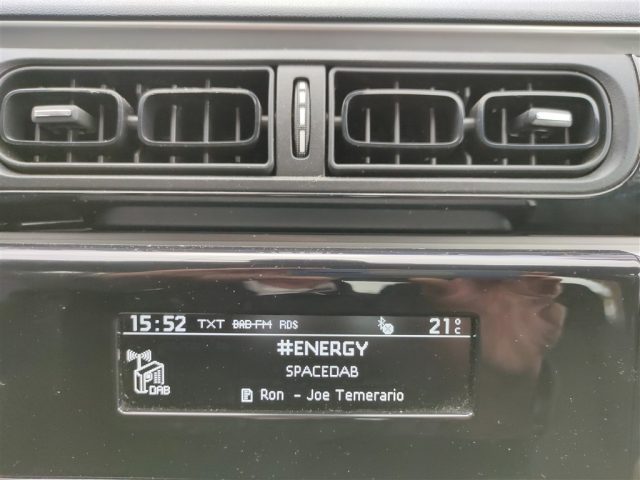 15:52 TXT DAB-FM RDS 21°C
#ENERGY
SPACEDAB
DAB
Ron - Joe Temerario